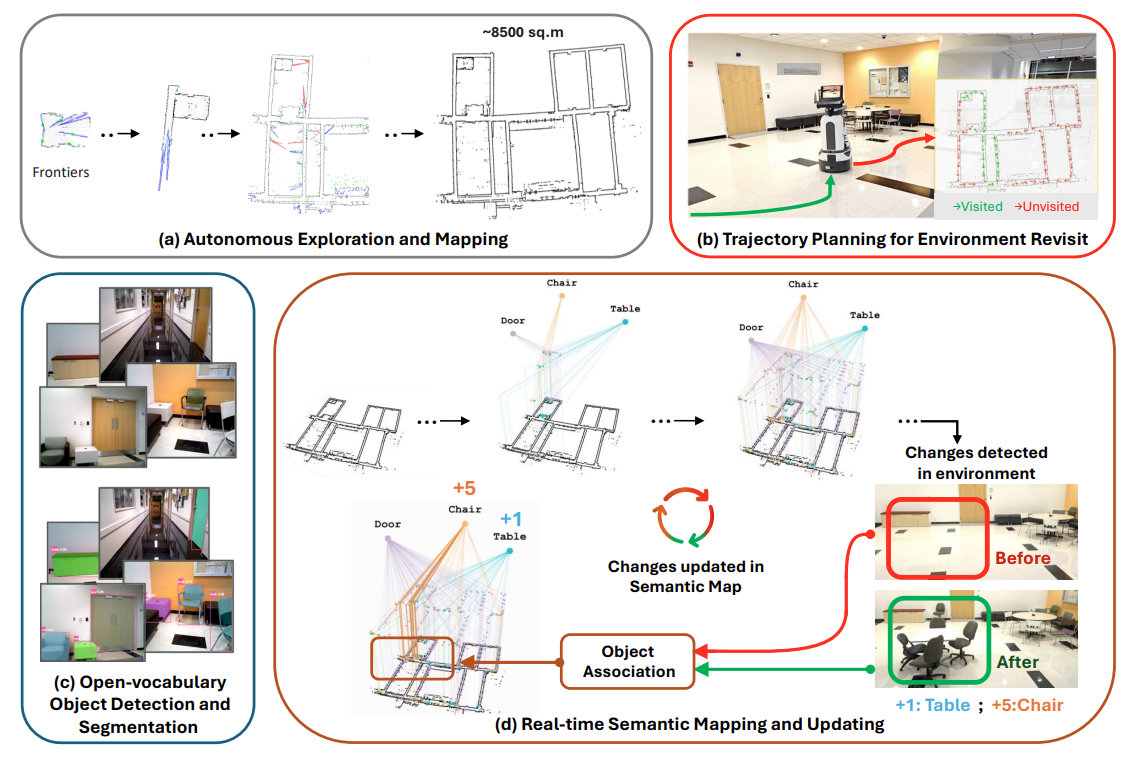 ~8500 sq.m
Frontiers
(a) Autonomous Exploration and Mapping
→Visited →Unvisited
(b) Trajectory Planning for Environment Revisit
(c) Open-vocabulary
Object Detection and
Segmentation
Chair
Door
Table
Chair
Door
Table
Changes detected
in environment
Before
After
+1: Table ; +5:Chair
+5
Chair
+1
Door
Table
Changes updated in
Semantic Map
Object
Association
(d) Real-time Semantic Mapping and Updating